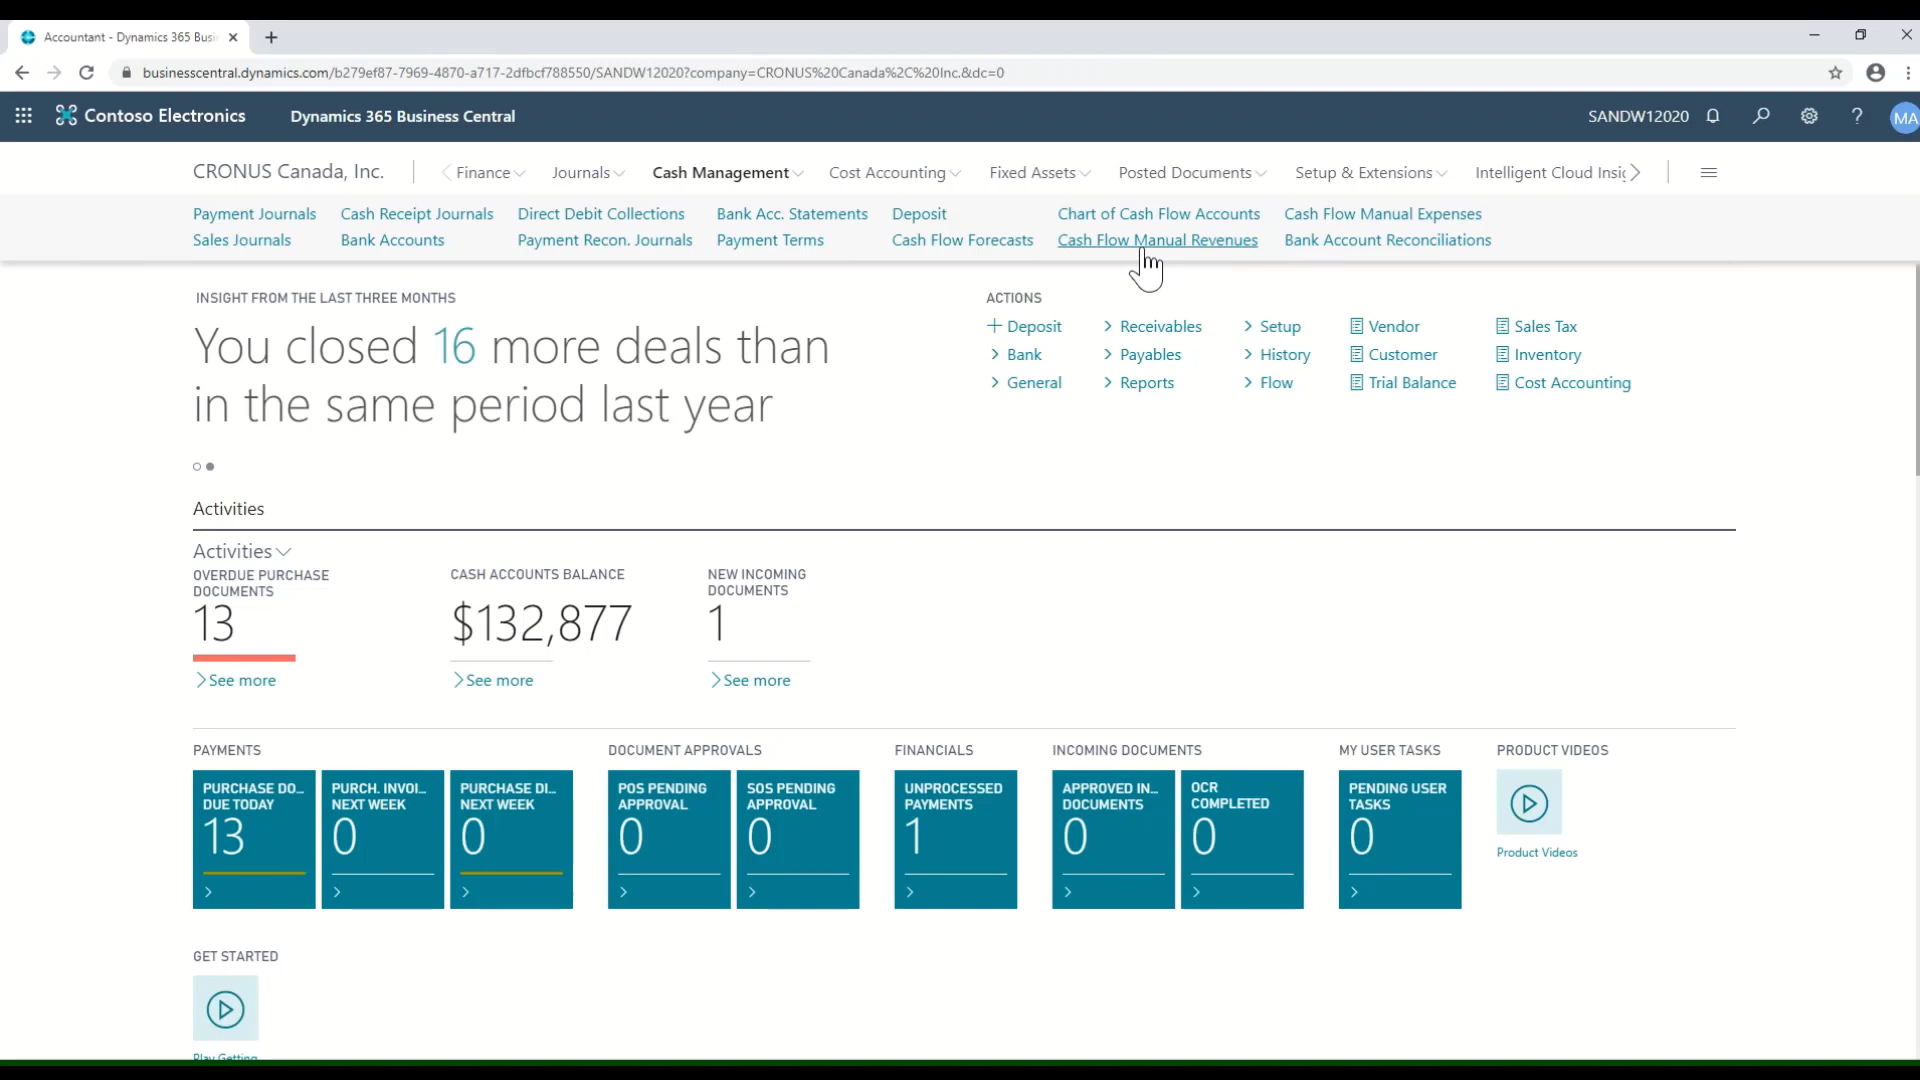 Accountant - Dynamics 365 Busi
businesscentral.dynamics.com/b279ef87-7969-4870-a717-2dfbcf788550/SANDW12020?company=CRONUS%20Canada%2C%20Inc.&dc=0
Contoso Electronics Dynamics 365 Business Central SANDW12020 ? MA
CRONUS Canada, Inc. Finance Journals Cash Management Cost Accounting Fixed Assets Posted Documents Setup & Extensions Intelligent Cloud Insig
Payment Journals Cash Receipt Journals Direct Debit Collections Bank Acc. Statements Deposit Chart of Cash Flow Accounts Cash Flow Manual Expenses
Sales Journals Bank Accounts Payment Recon. Journals Payment Terms Cash Flow Forecasts Cash Flow Manual Revenues Bank Account Reconciliations
INSIGHT FROM THE LAST THREE MONTHS
You closed 16 more deals than
in the same period last year
ACTIONS
+ Deposit > Receivables > Setup Vendor Sales Tax
> Bank > Payables > History Customer Inventory
> General > Reports > Flow Trial Balance Cost Accounting
Activities
Activities
OVERDUE PURCHASE
DOCUMENTS
13
>See more
CASH ACCOUNTS BALANCE
$132,877
>See more
NEW INCOMING
DOCUMENTS
1
>See more
PAYMENTS
PURCHASE DO...
DUE TODAY
13
PURCH. INVOI...
NEXT WEEK
0
PURCHASE DI...
NEXT WEEK
0
DOCUMENT APPROVALS
POS PENDING
APPROVAL
0
SOS PENDING
APPROVAL
0
FINANCIALS
UNPROCESSED
PAYMENTS
1
INCOMING DOCUMENTS
APPROVED IN...
DOCUMENTS
0
OCR
COMPLETED
0
MY USER TASKS
PENDING USER
TASKS
0
PRODUCT VIDEOS
Product Videos
GET STARTED
Play Getting